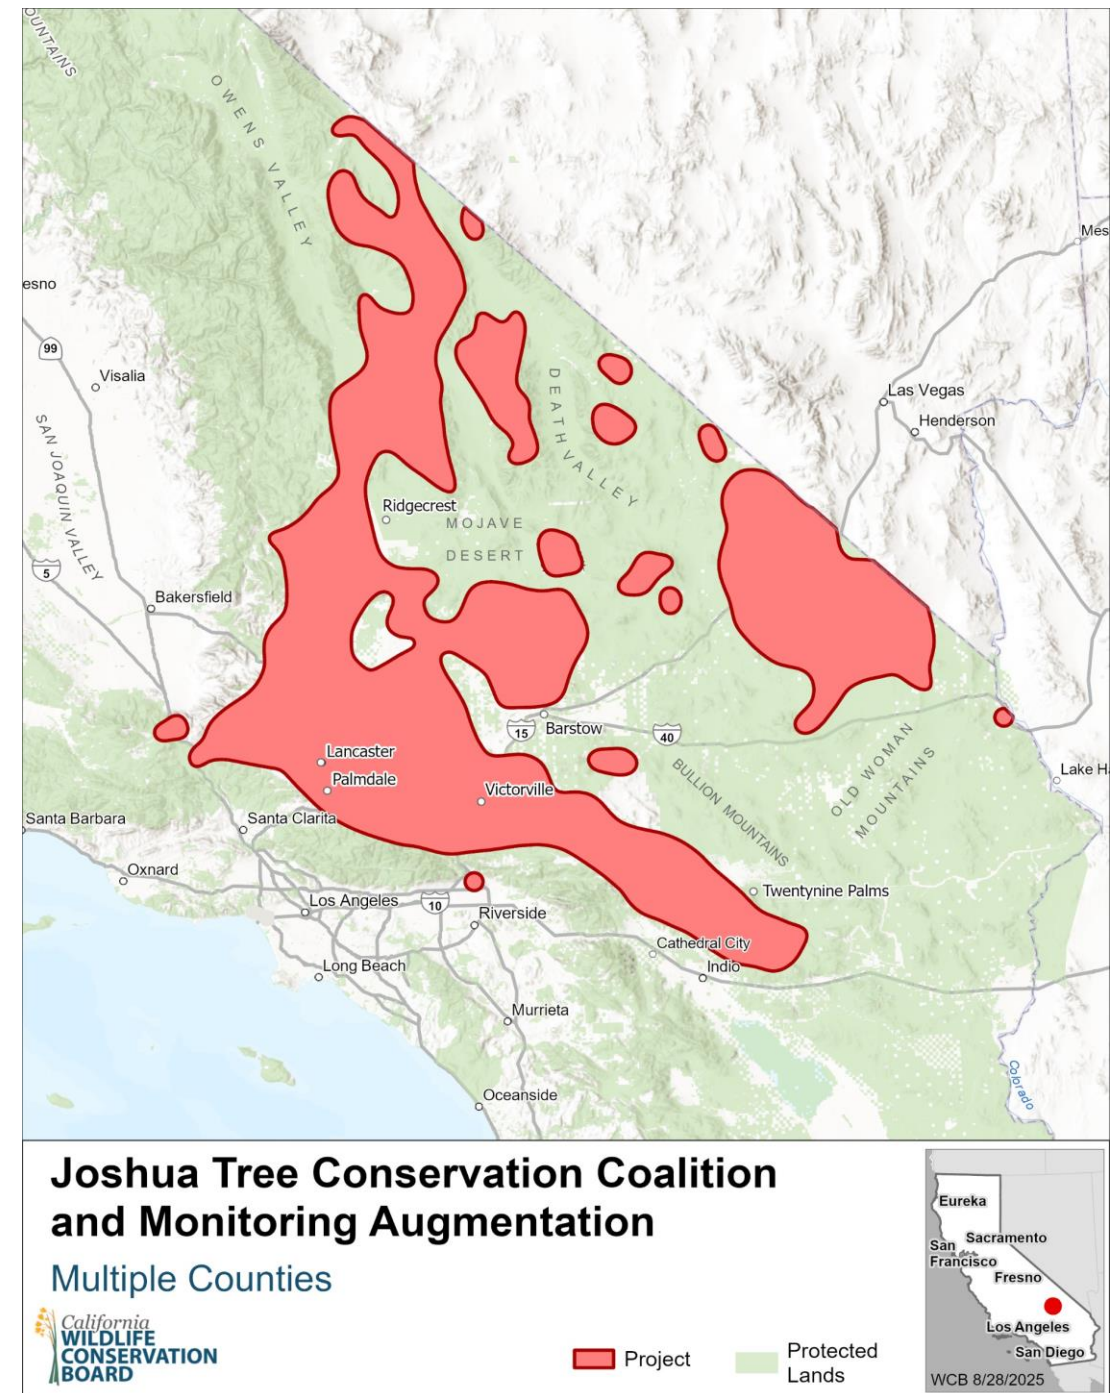 OUNTAINS
OWENS VALLEY
Mes
esno
99
Visalia
DEATH VALLEY
Las Vegas
Henderson
SAN JOAQUIN VALLEY
Ridgecrest
MOJAVE
DESERT
5
Bakersfield
15
Barstow
40
Lancaster
Palmdale
Victorville
BULLION MOUNTAINS
OLD WOMAN
MOUNTAINS
Lake H
Santa Barbara
Santa Clarita
Oxnard
Los Angeles
10
Riverside
Twentynine Palms
Cathedral City
Indio
Long Beach
Murrieta
Colorado
Oceanside
Joshua Tree Conservation Coalition
and Monitoring Augmentation
Multiple Counties
California
WILDLIFE
CONSERVATION
BOARD
Project
Protected
Lands
Eureka
Sacramento
San
Francisco
Fresno
Los Angeles
San Diego
WCB 8/28/2025